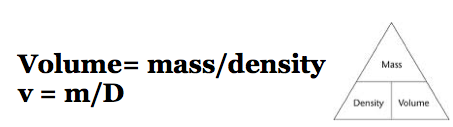 Volume= mass/density
v = m/D
Mass
Density Volume